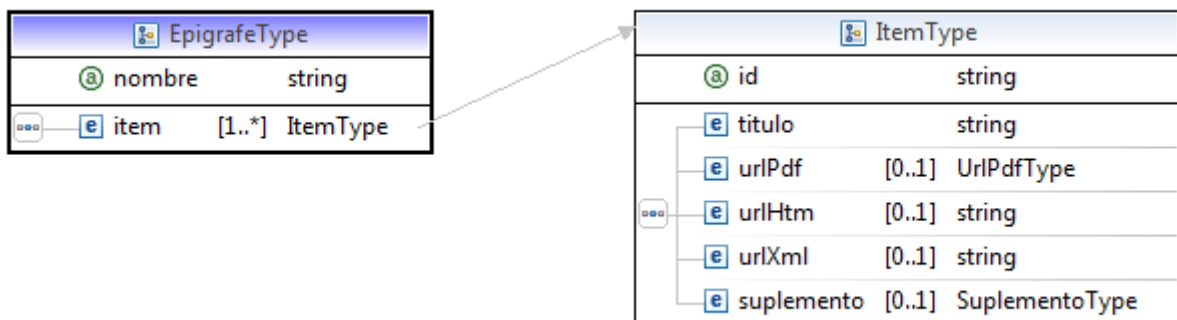 EpigrafeType
a nombre string
e item [1..*] ItemType
ItemType
a id string
e titulo string
e urlPdf [0..1] UrlPdfType
e urlHtm [0..1] string
e urlXml [0..1] string
e suplemento [0..1] SuplementoType